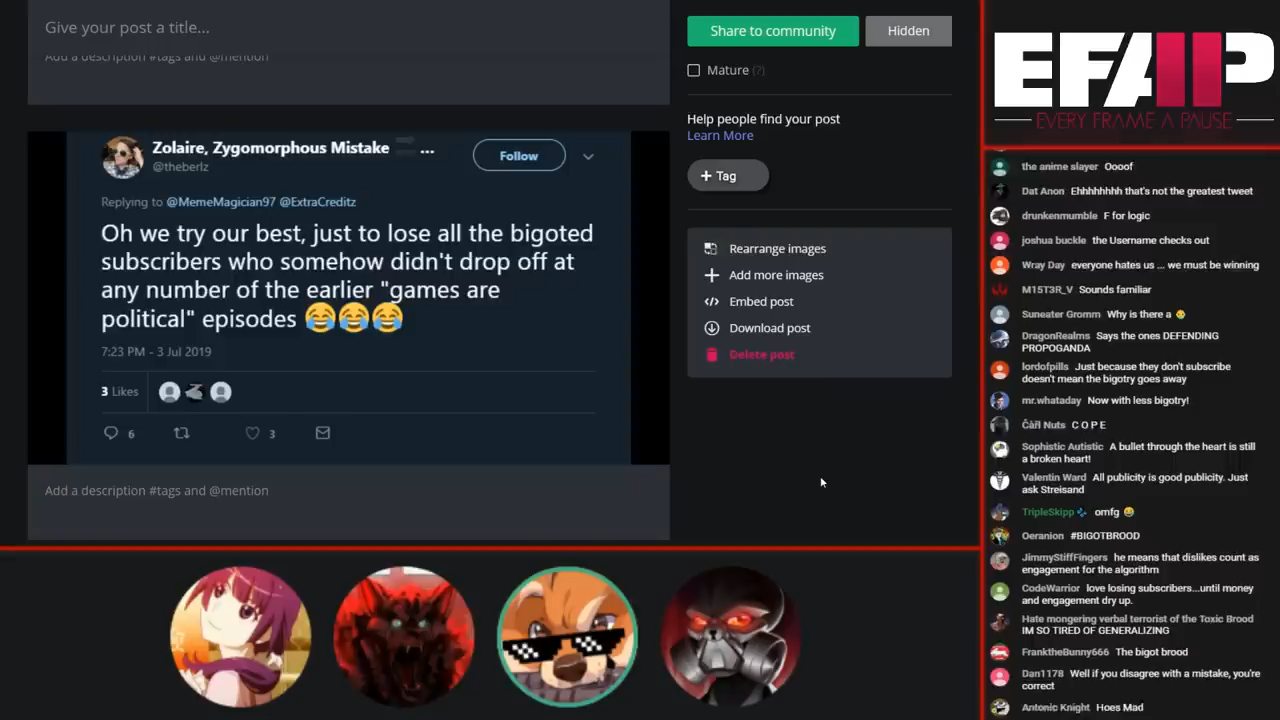 Give your post a title...
Add a description #tags and @mention
Share to community
Hidden
Mature (?)
Help people find your post
Learn More
+ Tag
Rearrange images
Add more images
Embed post
Download post
Delete post
Zolaire, Zygomorphous Mistake ...
@theberlz
Follow
Replying to @MemeMagician97 @ExtraCreditz
Oh we try our best, just to lose all the bigoted
subscribers who somehow didn't drop off at
any number of the earlier "games are
political" episodes 😂😂😂
7:23 PM - 3 Jul 2019
3 Likes
6
3
Add a description #tags and @mention
EFAP
EVERY FRAME A PAUSE
the anime slayer Oooof
Dat Anon Ehhhhhhh that's not the greatest tweet
drunkenmumble F for logic
joshua buckle the Username checks out
Wray Day everyone hates us ... we must be winning
M15T3R_V Sounds familiar
Suneater Gromm Why is there a
DragonRealms Says the ones DEFENDING
PROPOGANDA
lordofpills Just because they don't subscribe
doesn't mean the bigotry goes away
mr.whataday Now with less bigotry!
Čàřl Nuts C O P E
Sophistic Autistic A bullet through the heart is still
a broken heart!
Valentin Ward All publicity is good publicity. Just
ask Streisand
TripleSkipp omfg 😂
Oeranion #BIGOTBROOD
JimmyStiffFingers he means that dislikes count as
engagement for the algorithm
CodeWarrior love losing subscribers...until money
and engagement dry up.
Hate mongering verbal terrorist of the Toxic Brood
IM SO TIRED OF GENERALIZING
FranktheBunny666 The bigot brood
Dan1178 Well if you disagree with a mistake, you're
correct
Antonic Knight Hoes Mad